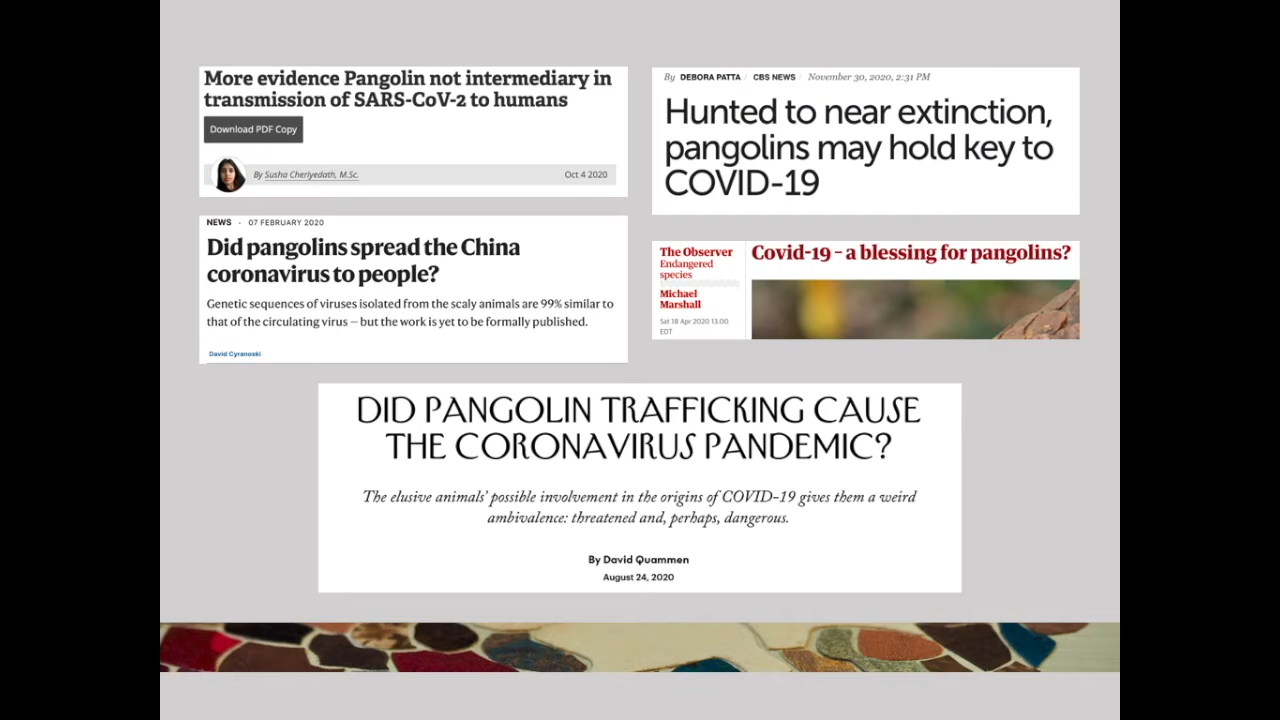 More evidence Pangolin not intermediary in
transmission of SARS-CoV-2 to humans
Download PDF Copy
By Susha Cheriyedath, M.Sc.
Oct 4 2020
By DEBORA PATTA / CBS NEWS / November 30, 2020, 2:31 PM
Hunted to near extinction,
pangolins may hold key to
COVID-19
NEWS · 07 FEBRUARY 2020
Did pangolins spread the China
coronavirus to people?
Genetic sequences of viruses isolated from the scaly animals are 99% similar to
that of the circulating virus — but the work is yet to be formally published.
David Cyranoski
The Observer
Endangered
species
Michael
Marshall
Sat 18 Apr 2020 13.00
EDT
Covid-19 – a blessing for pangolins?
DID PANGOLIN TRAFFICKING CAUSE
THE CORONAVIRUS PANDEMIC?
The elusive animals' possible involvement in the origins of COVID-19 gives them a weird
ambivalence: threatened and, perhaps, dangerous.
By David Quammen
August 24, 2020